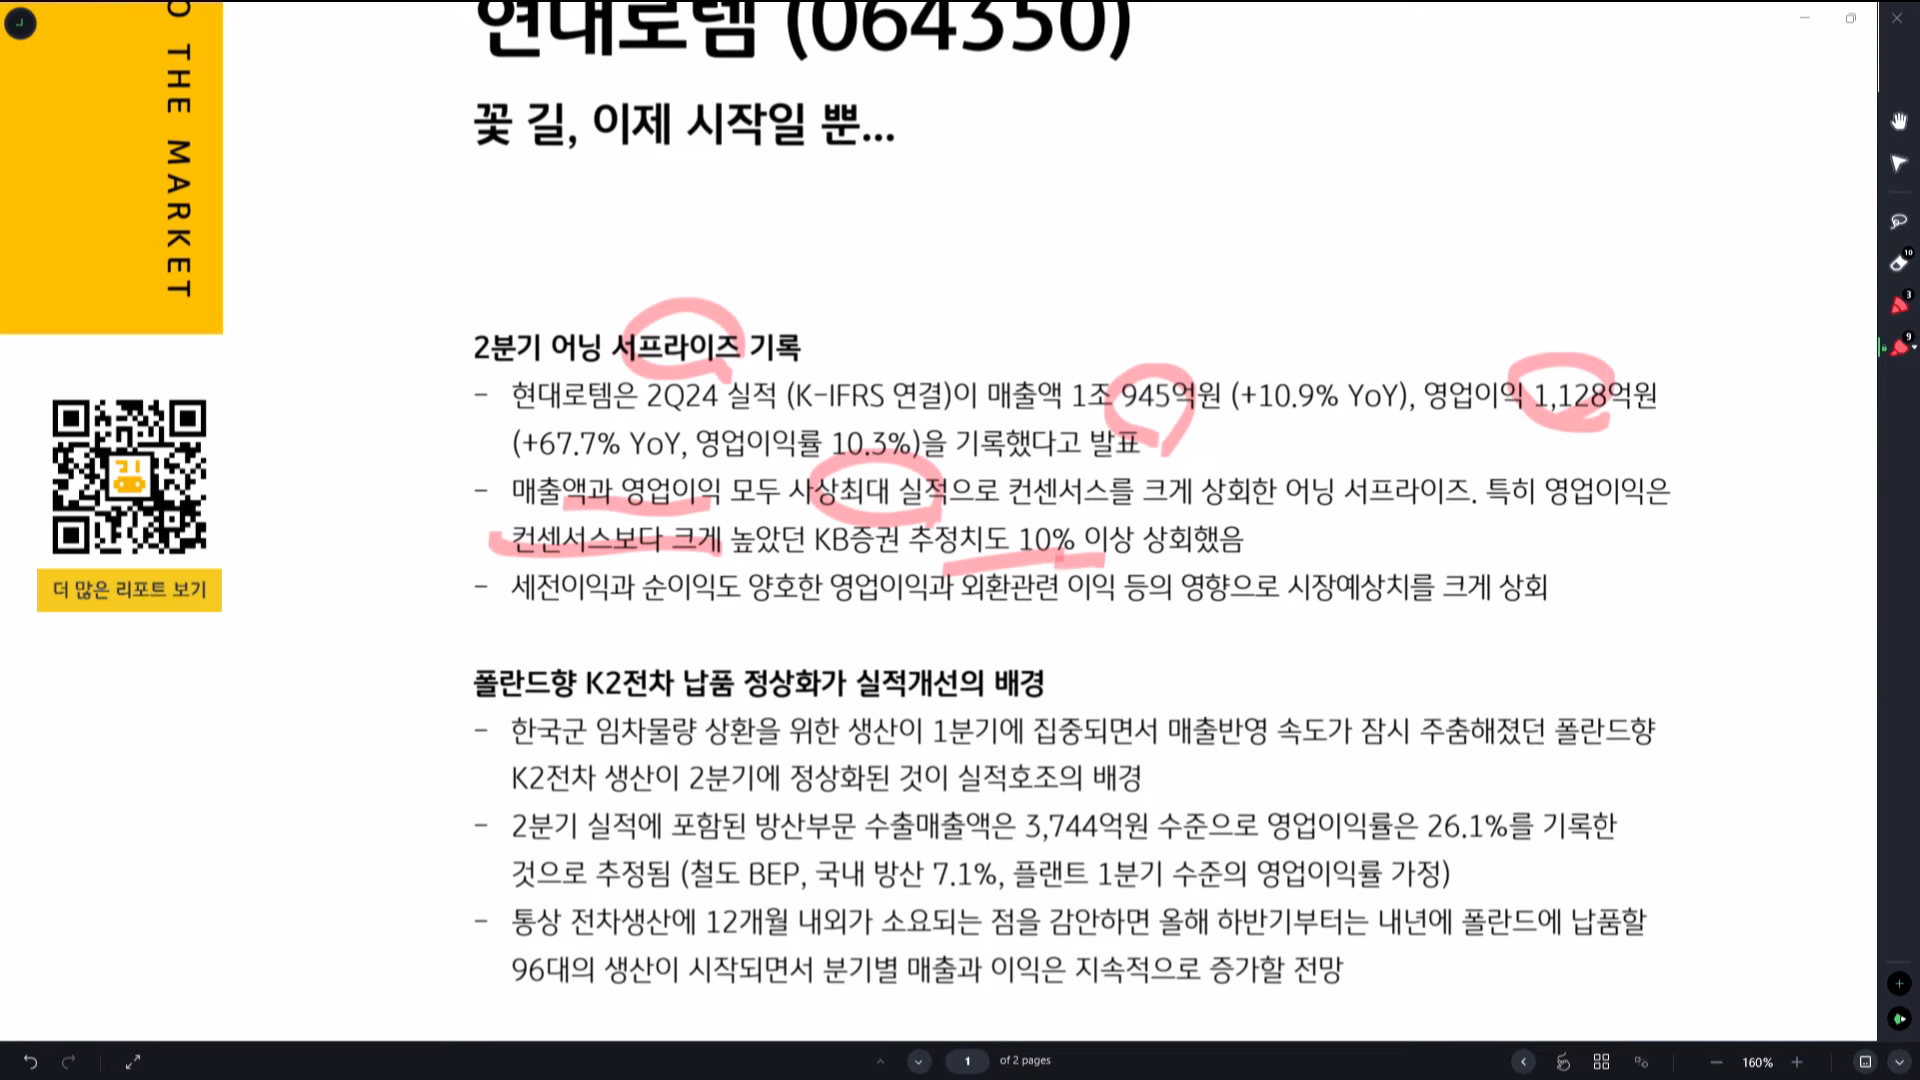 현대로템 (064350)
꽃 길, 이제 시작일 뿐...
O THE MARKET
더 많은 리포트 보기
2분기 어닝 서프라이즈 기록
– 현대로템은 2Q24 실적 (K-IFRS 연결)이 매출액 1조 945억원 (+10.9% YoY), 영업이익 1,128억원
(+67.7% YoY, 영업이익률 10.3%)을 기록했다고 발표
– 매출액과 영업이익 모두 사상최대 실적으로 컨센서스를 크게 상회한 어닝 서프라이즈. 특히 영업이익은
컨센서스보다 크게 높았던 KB증권 추정치도 10% 이상 상회했음
– 세전이익과 순이익도 양호한 영업이익과 외환관련 이익 등의 영향으로 시장예상치를 크게 상회
폴란드향 K2전차 납품 정상화가 실적개선의 배경
– 한국군 임차물량 상환을 위한 생산이 1분기에 집중되면서 매출반영 속도가 잠시 주춤해졌던 폴란드향
K2전차 생산이 2분기에 정상화된 것이 실적호조의 배경
– 2분기 실적에 포함된 방산부문 수출매출액은 3,744억원 수준으로 영업이익률은 26.1%를 기록한
것으로 추정됨 (철도 BEP, 국내 방산 7.1%, 플랜트 1분기 수준의 영업이익률 가정)
– 통상 전차생산에 12개월 내외가 소요되는 점을 감안하면 올해 하반기부터는 내년에 폴란드에 납품할
96대의 생산이 시작되면서 분기별 매출과 이익은 지속적으로 증가할 전망
10
3
9
1 of 2 pages
160%